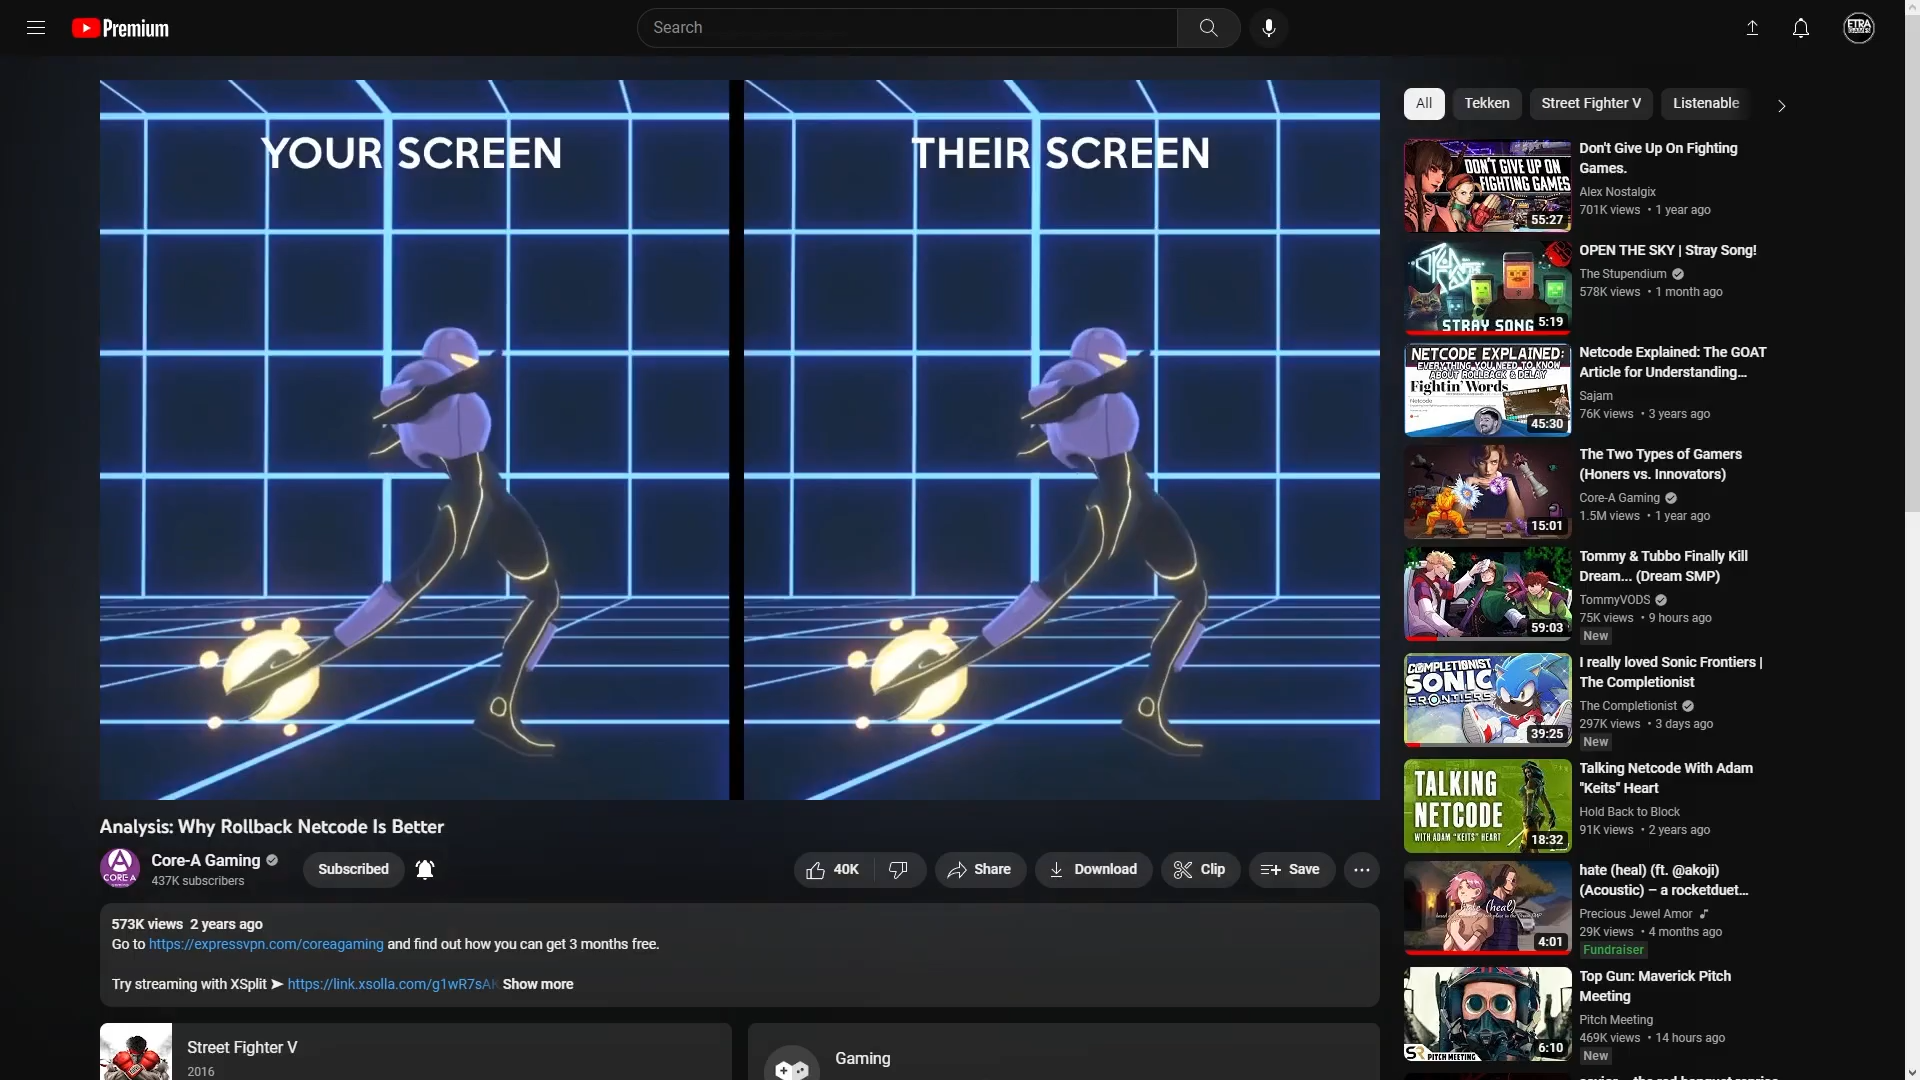 Premium
Search
ETRA
GAMES
YOUR SCREEN
THEIR SCREEN
Analysis: Why Rollback Netcode Is Better
CORE-A
Core-A Gaming
437K subscribers
Subscribed
40K
Share
Download
Clip
Save
573K views 2 years ago
Go to https://expressvpn.com/coreagaming and find out how you can get 3 months free.
Try streaming with XSplit ➤ https://link.xsolla.com/g1wR7sAK Show more
Street Fighter V
2016
Gaming
All
Tekken
Street Fighter V
Listenable
DON'T GIVE UP ON
FIGHTING GAMES
55:27
Don't Give Up On Fighting
Games.
Alex Nostalgix
701K views • 1 year ago
STRAY SONG
5:19
OPEN THE SKY | Stray Song!
The Stupendium
578K views • 1 month ago
NETCODE EXPLAINED:
EVERYTHING YOU NEED TO KNOW
ABOUT ROLLBACK & DELAY
Fightin' Words
Netcode
45:30
Netcode Explained: The GOAT
Article for Understanding...
Sajam
76K views • 3 years ago
15:01
The Two Types of Gamers
(Honers vs. Innovators)
Core-A Gaming
1.5M views • 1 year ago
59:03
Tommy & Tubbo Finally Kill
Dream... (Dream SMP)
TommyVODS
75K views • 9 hours ago
New
COMPLETIONIST
SONIC
FRONTIERS
39:25
I really loved Sonic Frontiers |
The Completionist
The Completionist
297K views • 3 days ago
New
TALKING
NETCODE
WITH ADAM "KEITS" HEART
18:32
Talking Netcode With Adam
"Keits" Heart
Hold Back to Block
91K views • 2 years ago
hate (heal)
4:01
hate (heal) (ft. @akoji)
(Acoustic) – a rocketduet...
Precious Jewel Amor
29K views • 4 months ago
Fundraiser
SR PITCH MEETING
6:10
Top Gun: Maverick Pitch
Meeting
Pitch Meeting
469K views • 14 hours ago
New